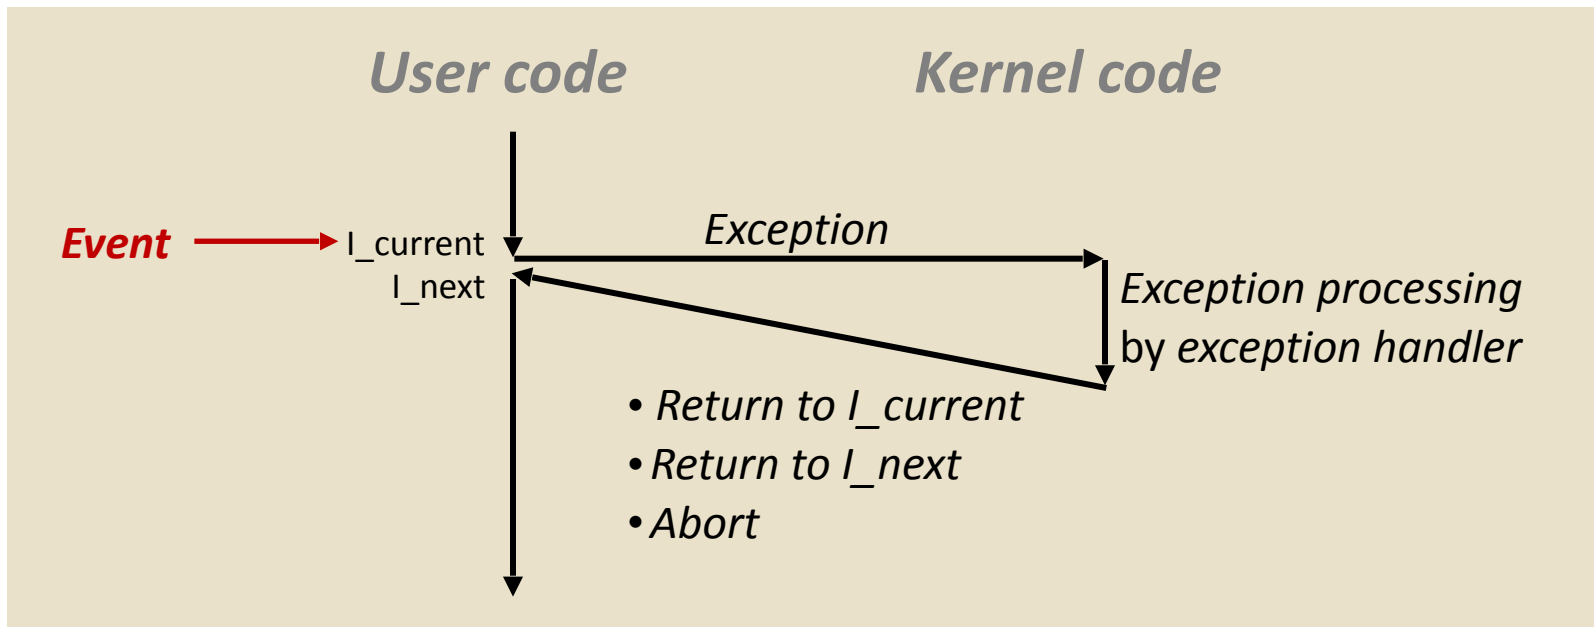 User code Kernel code
Event I_current Exception
I_next
Exception processing
by exception handler
• Return to I_current
• Return to I_next
• Abort